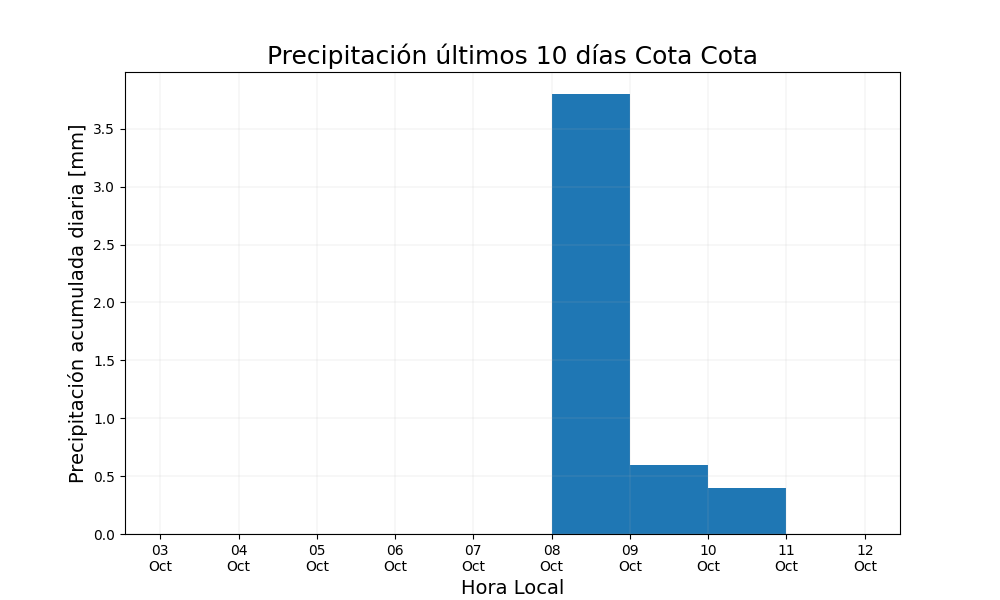 Precipitación últimos 10 días Cota Cota
Precipitación acumulada diaria [mm]
3.5
3.0
2.5
2.0
1.5
1.0
0.5
0.0
03 04 05 06 07 08 09 10 11 12
Oct Oct Oct Oct Oct Oct Oct Oct Oct Oct
Hora Local